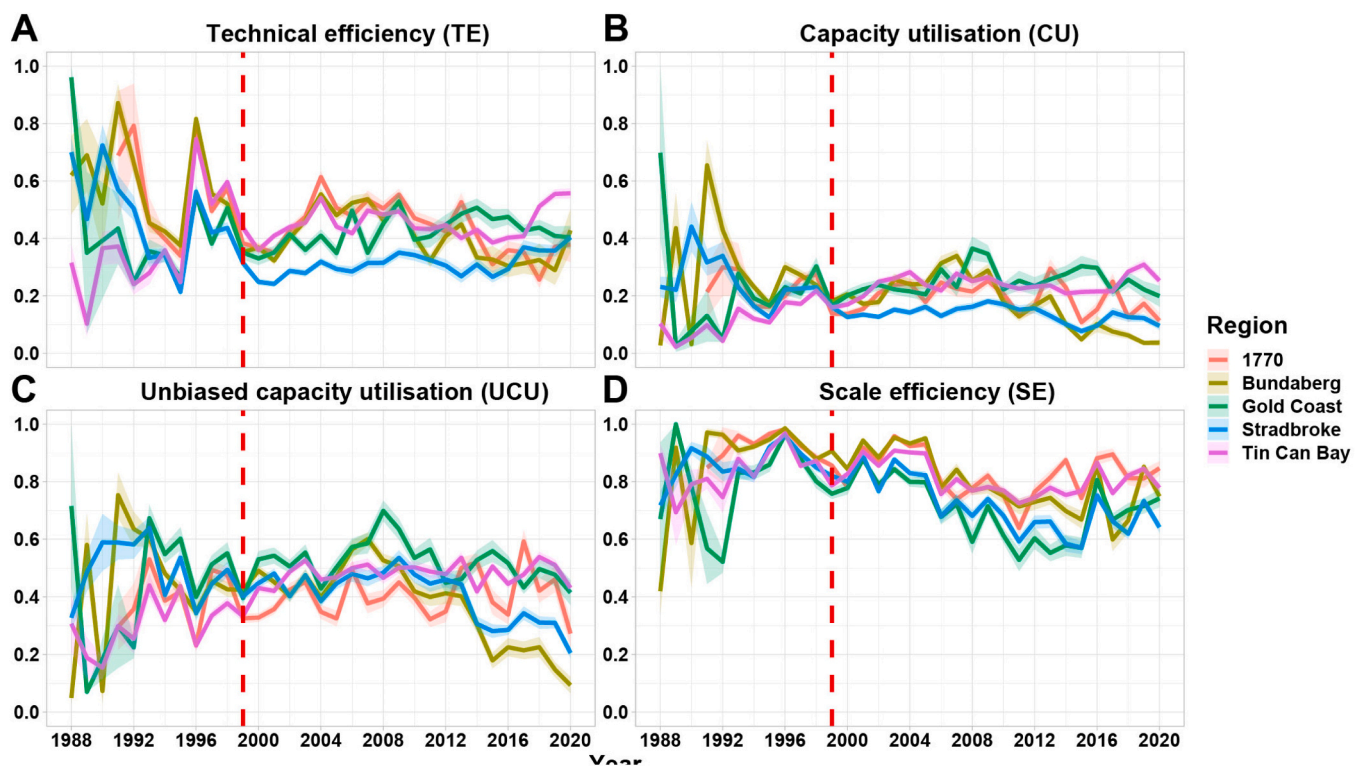 A Technical efficiency (TE)
B Capacity utilisation (CU)
1.0
0.8
0.6
0.4
0.2
0.0
1.0
0.8
0.6
0.4
0.2
0.0
C Unbiased capacity utilisation (UCU)
D Scale efficiency (SE)
1.0
0.8
0.6
0.4
0.2
0.0
1.0
0.8
0.6
0.4
0.2
0.0
1988 1992 1996 2000 2004 2008 2012 2016 2020
1988 1992 1996 2000 2004 2008 2012 2016 2020
Year
Region
1770
Bundaberg
Gold Coast
Stradbroke
Tin Can Bay